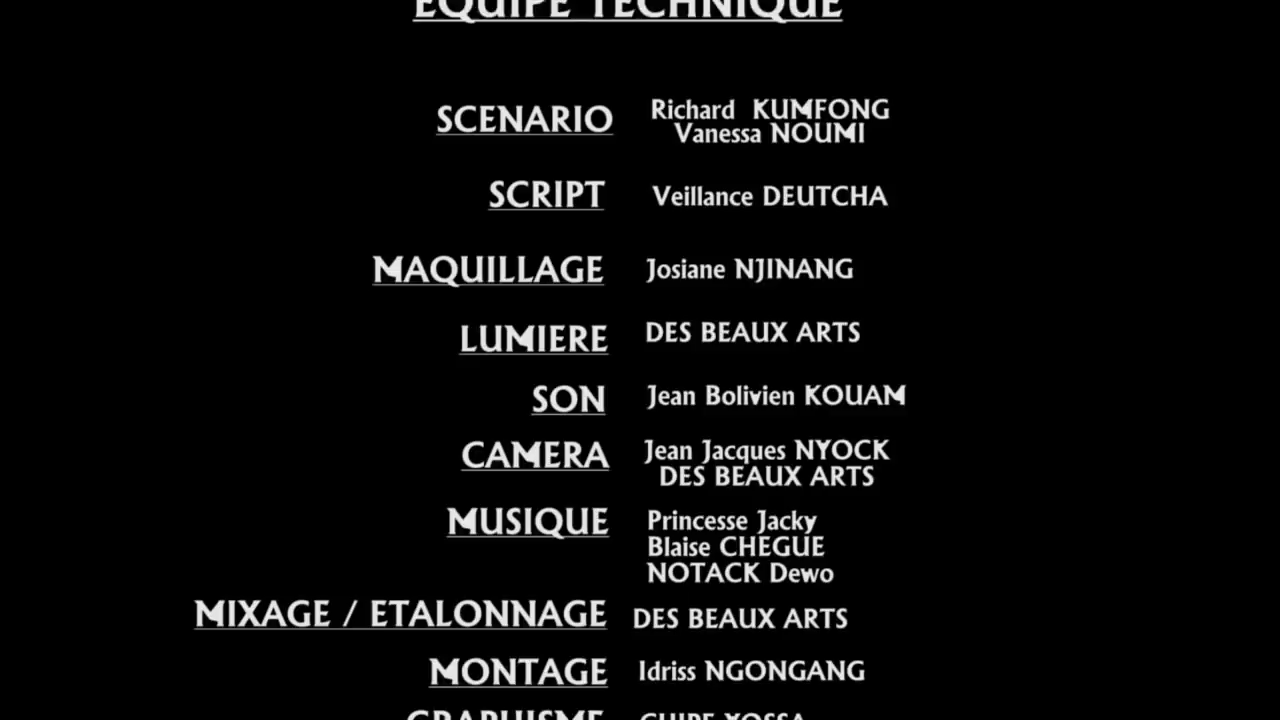 EQUIPE TECHNIQUE
SCENARIO Richard KUMFONG
Vanessa NOUMI
SCRIPT Veillance DEUTCHA
MAQUILLAGE Josiane NJINANG
LUMIERE DES BEAUX ARTS
SON Jean Bolivien KOUAM
CAMERA Jean Jacques NYOCK
DES BEAUX ARTS
MUSIQUE Princesse Jacky
Blaise CHEGUE
NOTACK Dewo
MIXAGE / ETALONNAGE DES BEAUX ARTS
MONTAGE Idriss NGONGANG
GRAPHISME